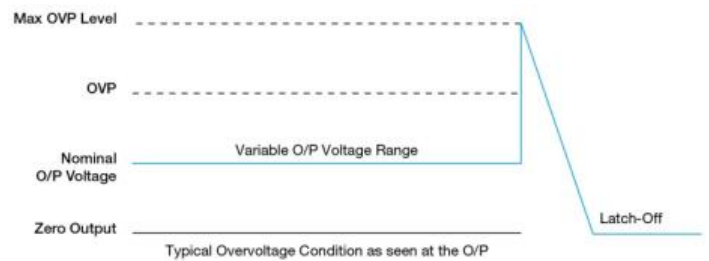 Max OVP Level
OVP
Variable O/P Voltage Range
Nominal
O/P Voltage
Zero Output
Latch-Off
Typical Overvoltage Condition as seen at the O/P